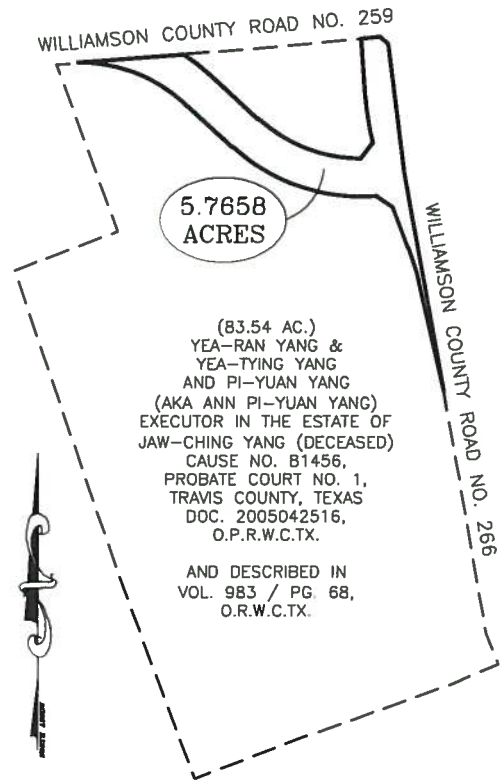 WILLIAMSON COUNTY ROAD NO. 259
5.7658
ACRES
WILLIAMSON COUNTY ROAD NO. 266
(83.54 AC.)
YEA-RAN YANG &
YEA-TYING YANG
AND PI-YUAN YANG
(AKA ANN PI-YUAN YANG)
EXECUTOR IN THE ESTATE OF
JAW-CHING YANG (DECEASED)
CAUSE NO. 81456,
PROBATE COURT NO. 1,
TRAVIS COUNTY, TEXAS
DOC. 2005042516,
O.P.R.W.C.TX.
AND DESCRIBED IN
VOL. 983 / PG. 68,
O.R.W.C.TX.